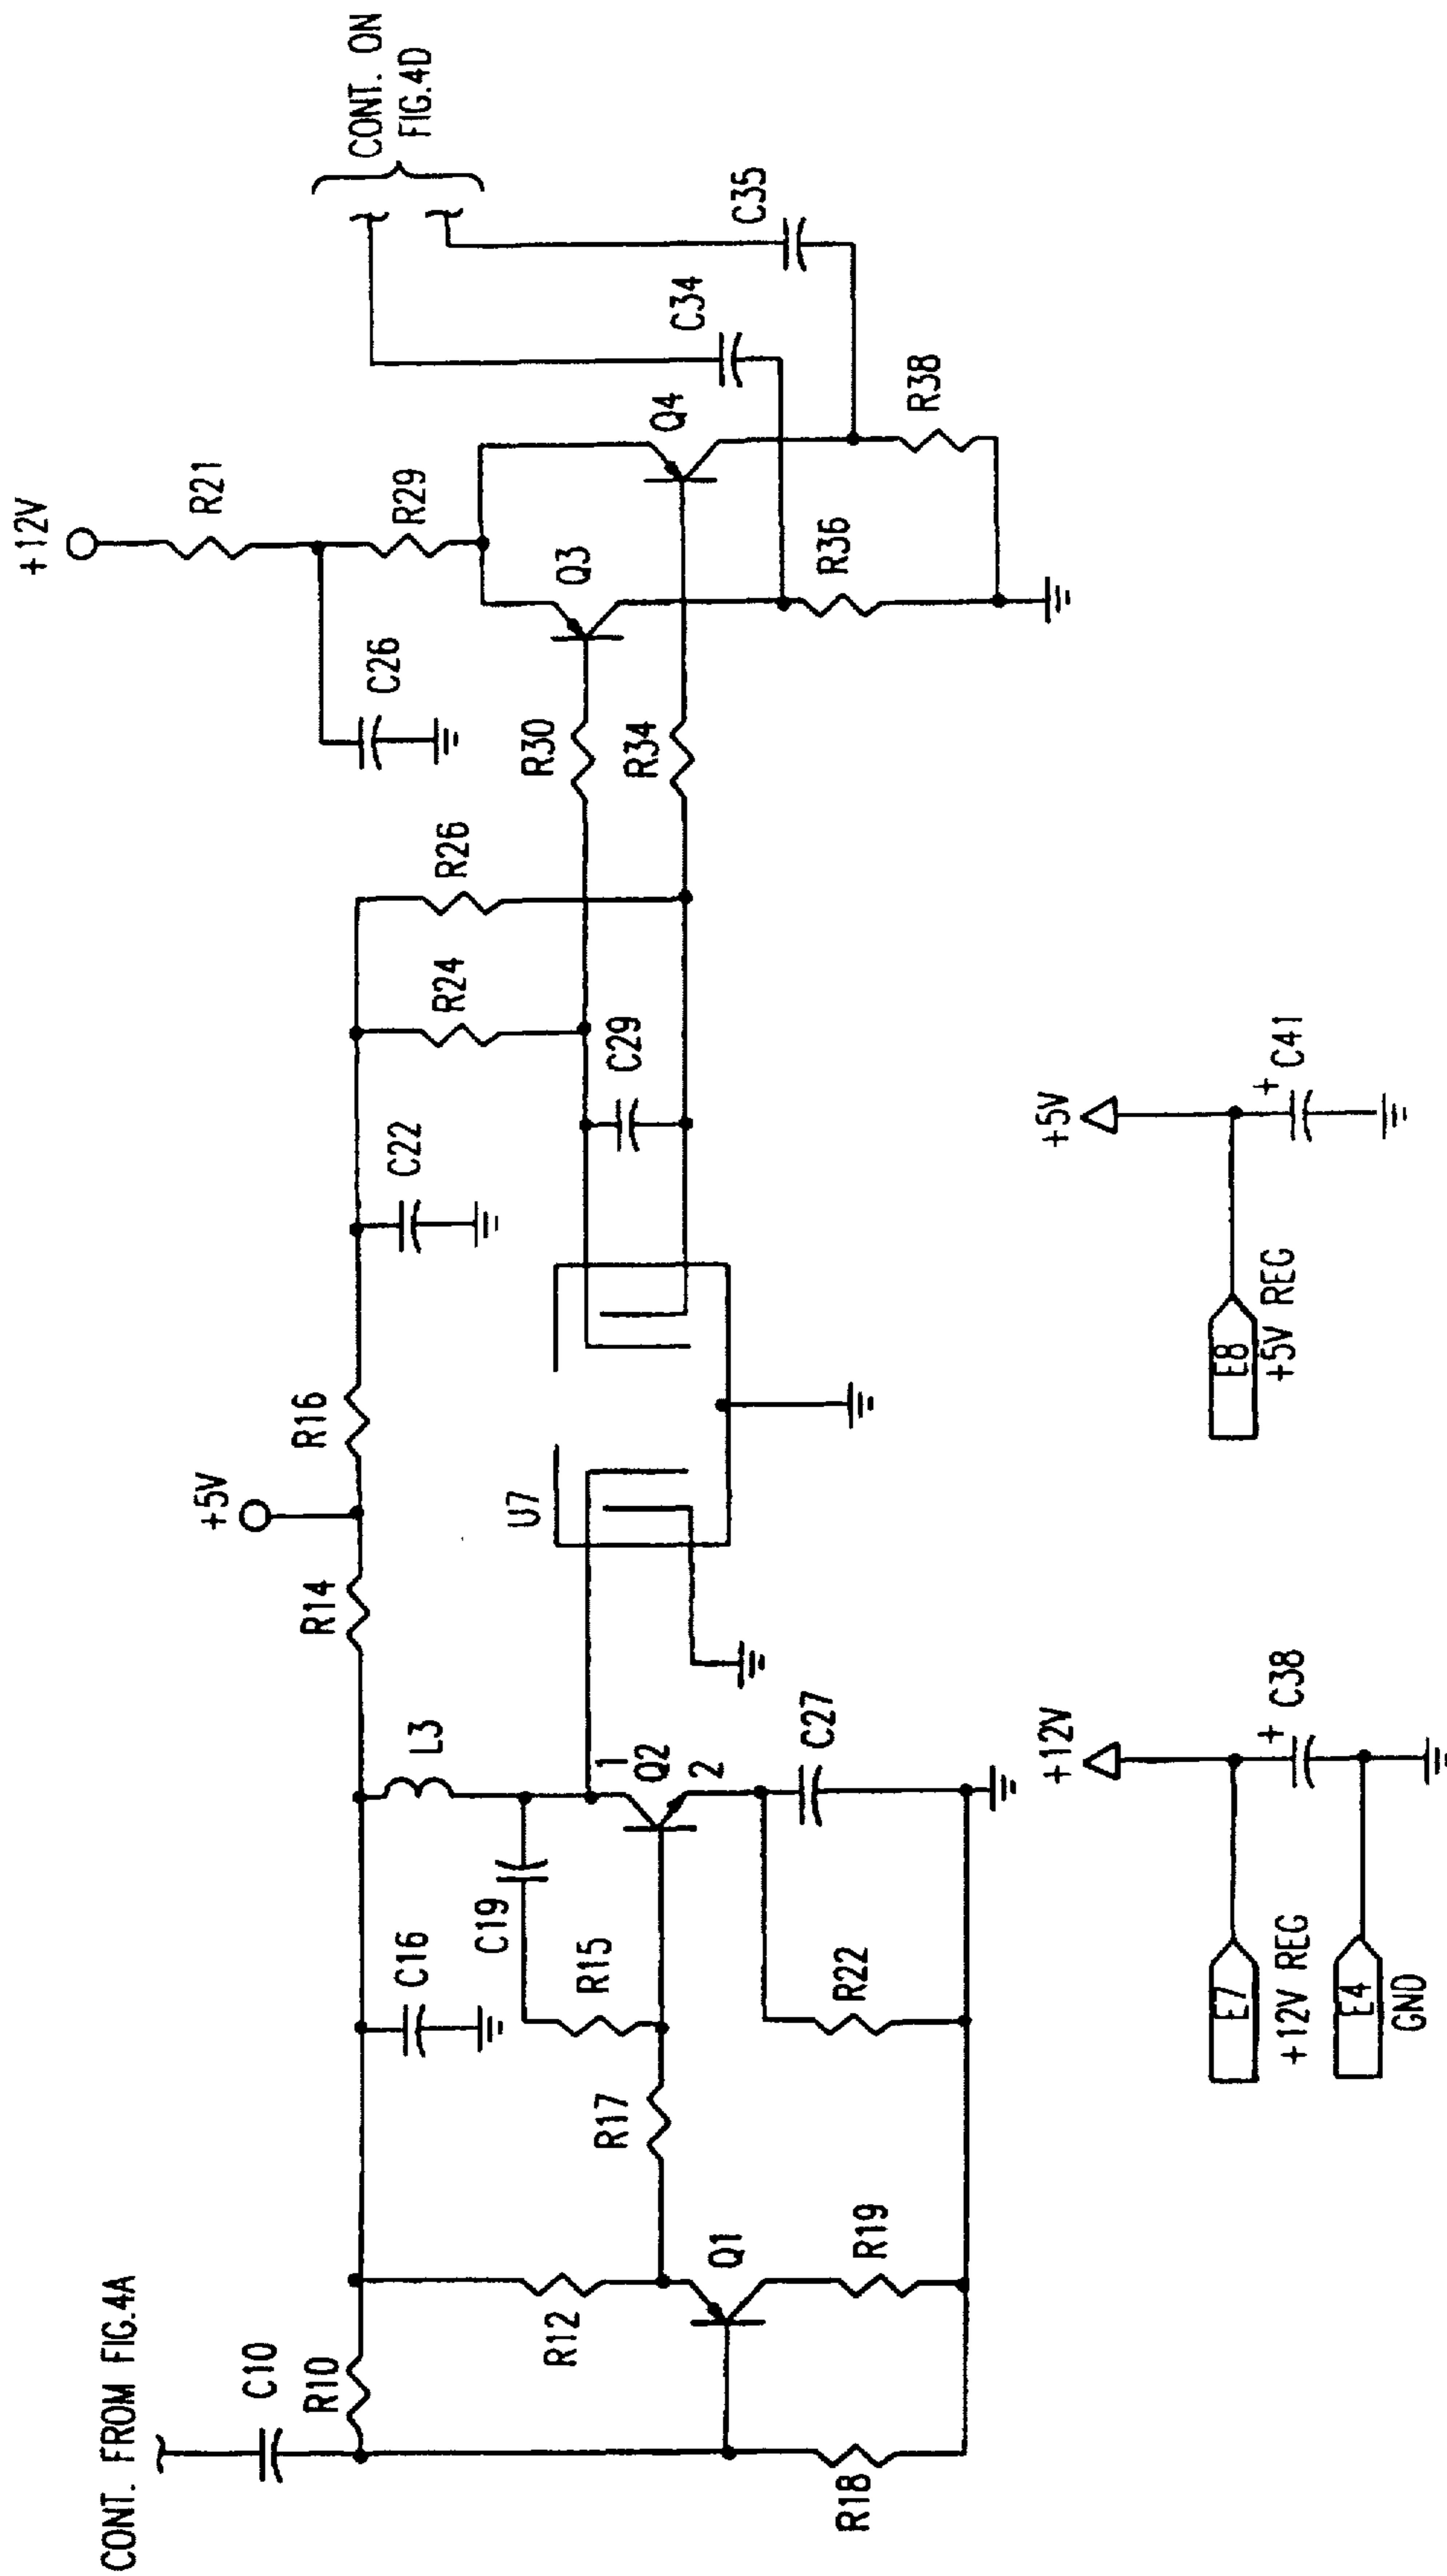 CONT. FROM FIG.4A
C10
R10
R12
Q1
R18
R19
R17
C16
C19
R15
R22
L3
1
Q2
2
C27
R14
+5V
R16
U7
C22
R24
R26
C29
R30
R34
C26
+12V
R21
R29
Q3
Q4
R36
R38
C34
C35
CONT. ON
FIG.4D
E7
+12V REG
E4
GND
+12V
+
C38
E8
+5V REG
+5V
+
C41